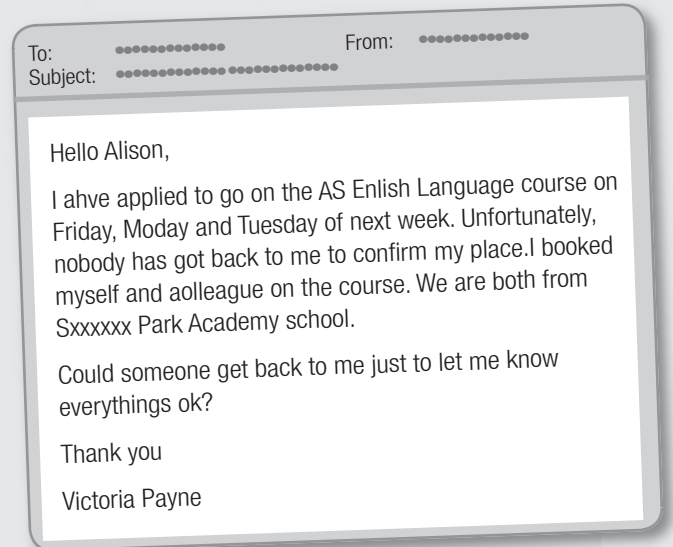 To: From:
Subject:
Hello Alison,
I ahve applied to go on the AS Enlish Language course on
Friday, Moday and Tuesday of next week. Unfortunately,
nobody has got back to me to confirm my place.I booked
myself and aolleague on the course. We are both from
Sxxxxxx Park Academy school.
Could someone get back to me just to let me know
everythings ok?
Thank you
Victoria Payne